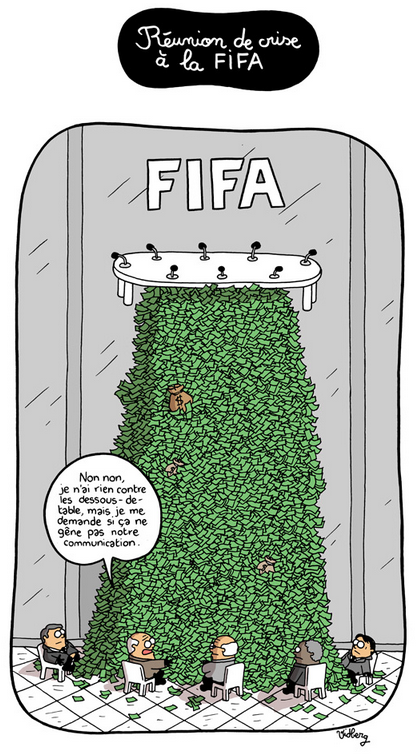 Réunion de crise
à la FIFA
FIFA
$
Non non,
je n'ai rien contre
les dessous-de-
table, mais je me
demande si ça ne
gêne pas notre
communication.
Vidberg